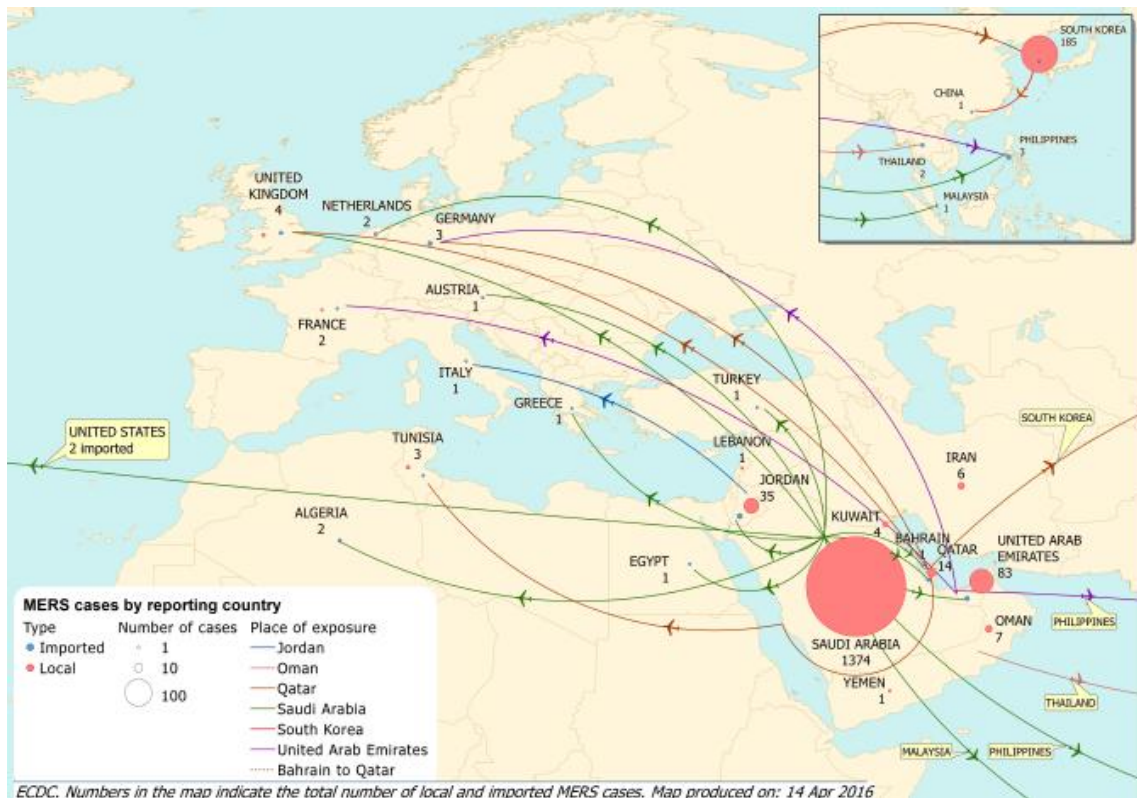 SOUTH KOREA
185
CHINA
1
PHILIPPINES
3
THAILAND
2
MALAYSIA
1
UNITED
KINGDOM
4
NETHERLANDS
2
GERMANY
3
AUSTRIA
1
FRANCE
2
ITALY
1
GREECE
1
TURKEY
1
UNITED STATES
2 imported
TUNISIA
3
LEBANON
1
JORDAN
35
SOUTH KOREA
IRAN
6
ALGERIA
2
KUWAIT
4
BAHRAIN
1
QATAR
14
UNITED ARAB
EMIRATES
83
EGYPT
1
PHILIPPINES
OMAN
7
SAUDI ARABIA
1374
YEMEN
1
THAILAND
MALAYSIA
PHILIPPINES
MERS cases by reporting country
Type
Imported
Local
Number of cases
1
10
100
Place of exposure
Jordan
Oman
Qatar
Saudi Arabia
South Korea
United Arab Emirates
Bahrain to Qatar
ECDC. Numbers in the map indicate the total number of local and imported MERS cases. Map produced on: 14 Apr 2016